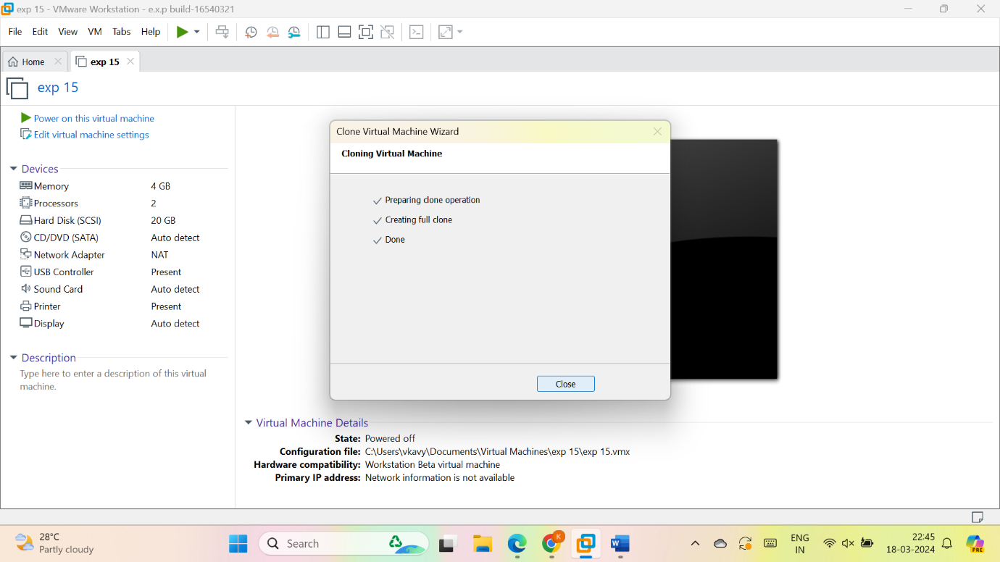 exp 15 - VMware Workstation - e.x.p build-16540321
File Edit View VM Tabs Help
Home exp 15
exp 15
Power on this virtual machine
Edit virtual machine settings
Devices
Memory 4 GB
Processors 2
Hard Disk (SCSI) 20 GB
CD/DVD (SATA) Auto detect
Network Adapter NAT
USB Controller Present
Sound Card Auto detect
Printer Present
Display Auto detect
Description
Type here to enter a description of this virtual
machine.
Clone Virtual Machine Wizard
Cloning Virtual Machine
Preparing clone operation
Creating full clone
Done
Close
Virtual Machine Details
State: Powered off
Configuration file: C:\Users\vkavy\Documents\Virtual Machines\exp 15\exp 15.vmx
Hardware compatibility: Workstation Beta virtual machine
Primary IP address: Network information is not available
28°C
Partly cloudy
Search
K
W
ENG
IN
22:45
18-03-2024
PRE